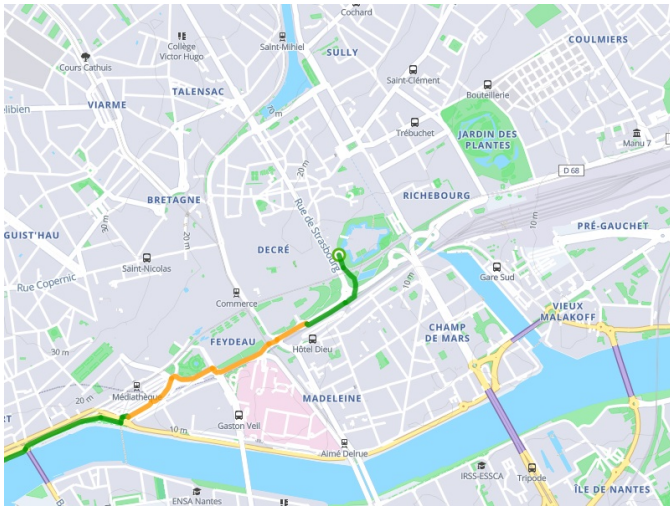 Cochard
Collège
Victor Hugo
Saint-Mihiel
SULLY
COULMIERS
Cours Cathuis
Saint-Clément
TALENSAC
Bouteillerie
elibien
VIARME
70 m
Trébuchet
JARDIN DES
PLANTES
Manu 7
20 m
D 68
BRETAGNE
RICHEBOURG
Rue de Strasbourg
30 m
10 m
GUIST'HAU
20 m
PRÉ-GAUCHET
DECRÉ
Saint-Nicolas
Gare Sud
Rue Copernic
10 m
Commerce
VIEUX
MALAKOFF
CHAMP
DE MARS
FEYDEAU
Hôtel Dieu
30 m
Médiathèque
MADELEINE
20 m
ERT
10 m
Gaston Veil
Aimé Delrue
IRSS-ESSCA
Tripode
ENSA Nantes
ÎLE DE NANTES